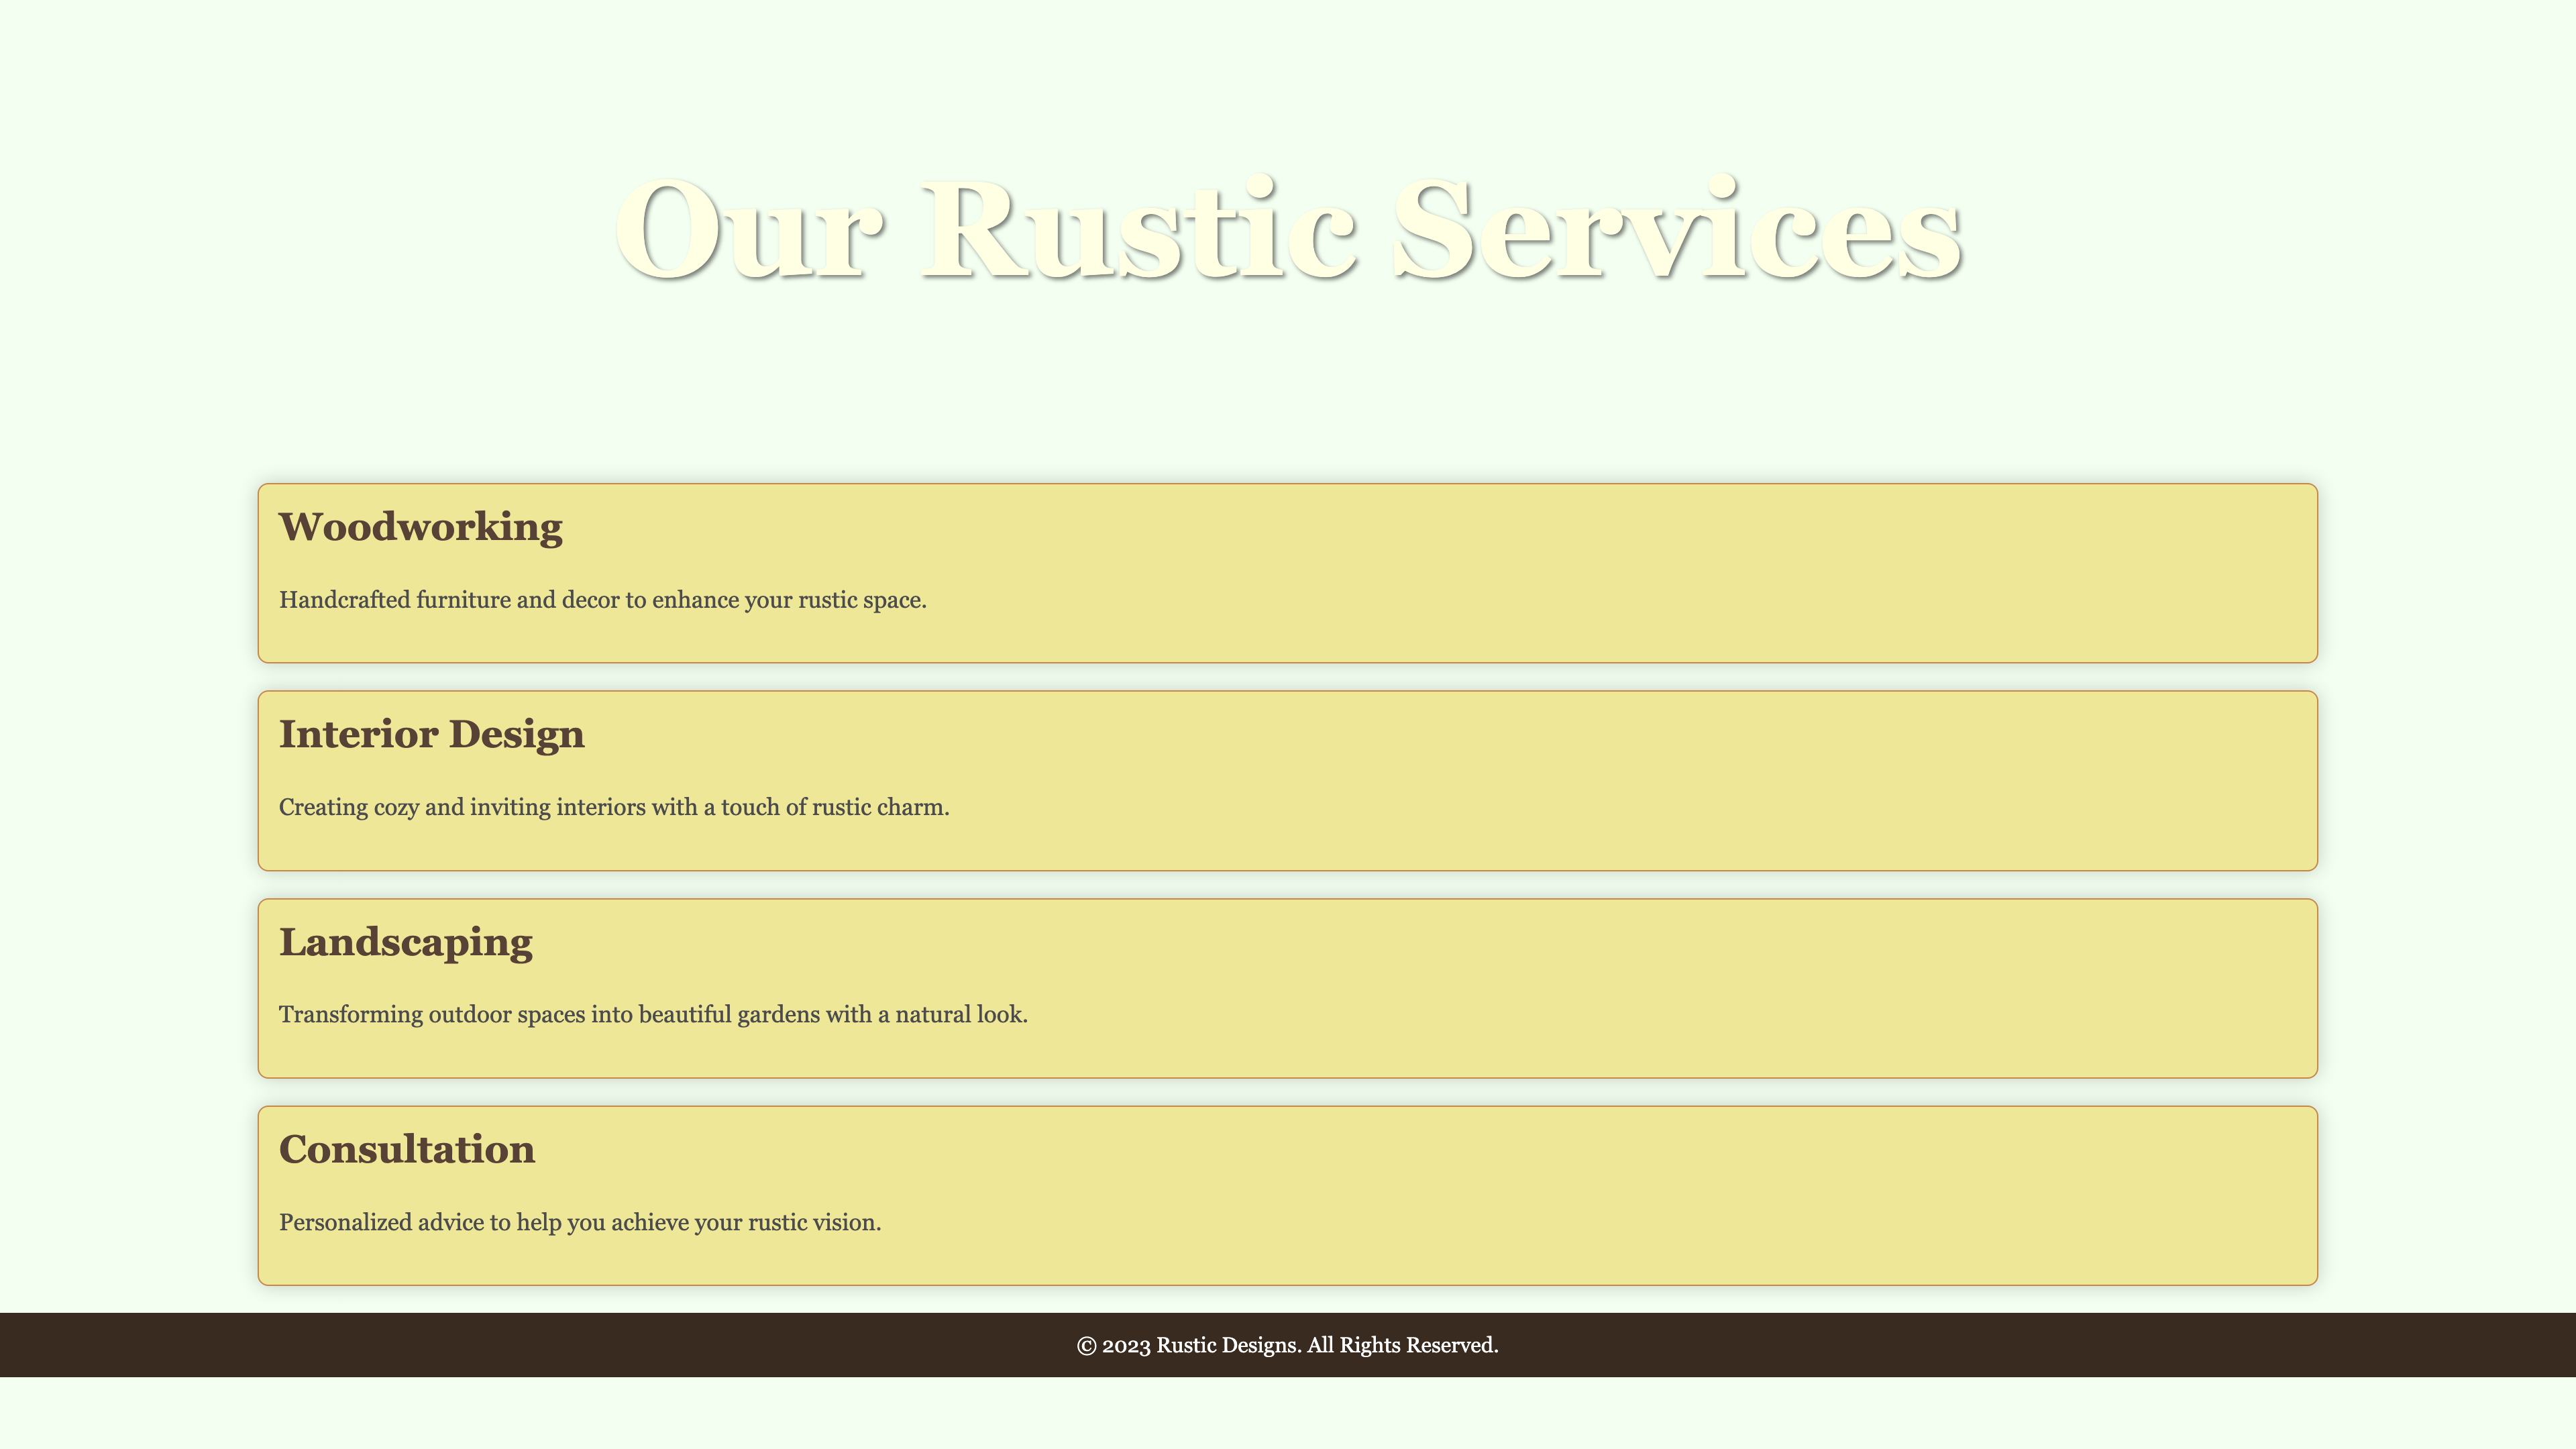 Our Rustic Services
Woodworking
Handcrafted furniture and decor to enhance your rustic space.
Interior Design
Creating cozy and inviting interiors with a touch of rustic charm.
Landscaping
Transforming outdoor spaces into beautiful gardens with a natural look.
Consultation
Personalized advice to help you achieve your rustic vision.
© 2023 Rustic Designs. All Rights Reserved.